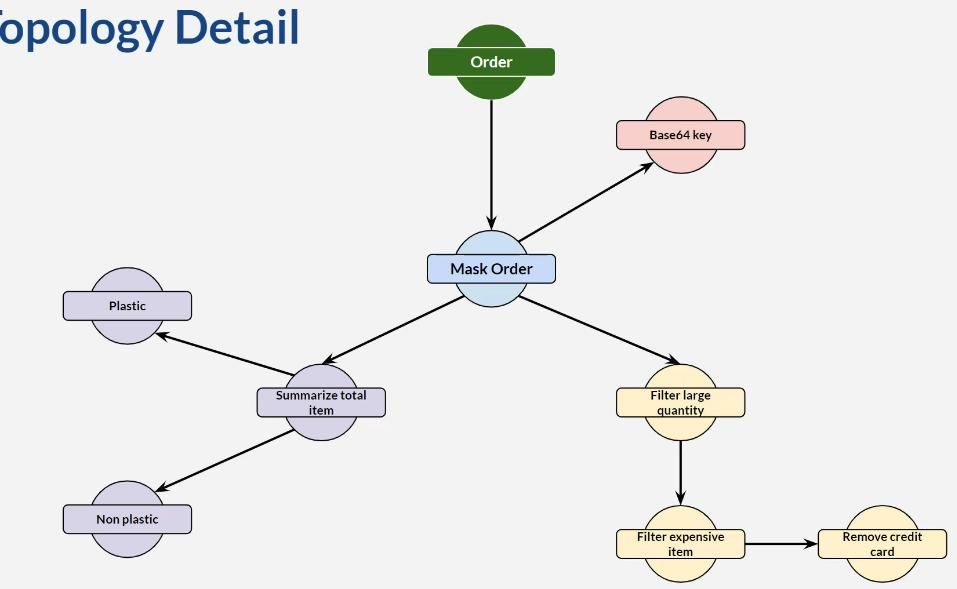 opology Detail
Order
Base64 key
Mask Order
Plastic
Summarize total
item
Filter large
quantity
Non plastic
Filter expensive
item
Remove credit
card